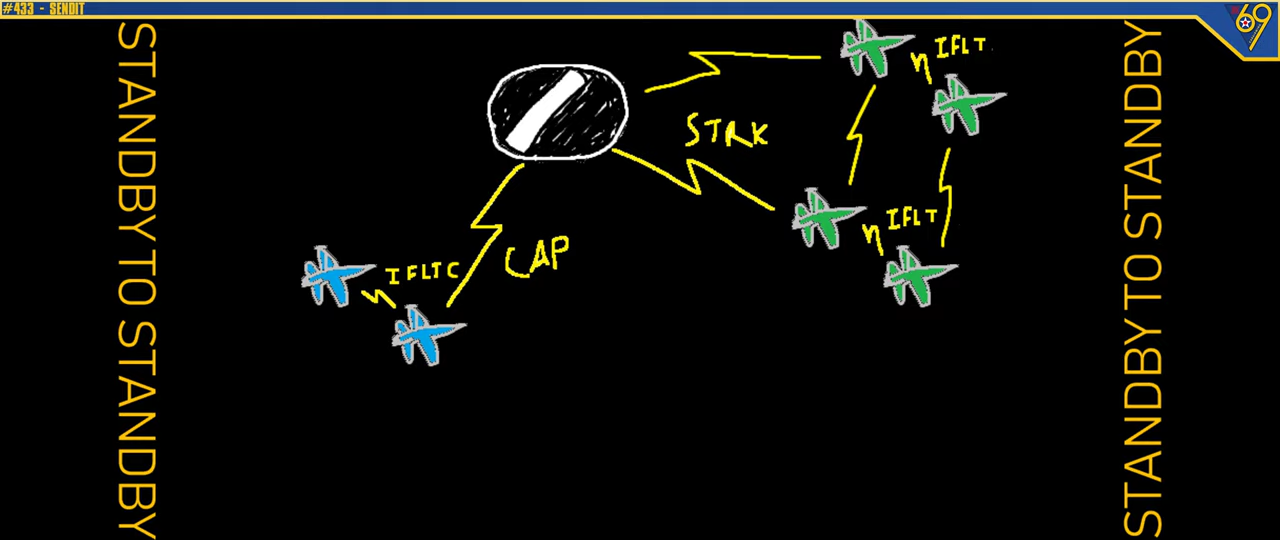 #433 - SENDIT
69
STANDBY TO STANDBY
IFLT
STRK
IFLT
CAP
IFLTC
STANDBY TO STANDBY